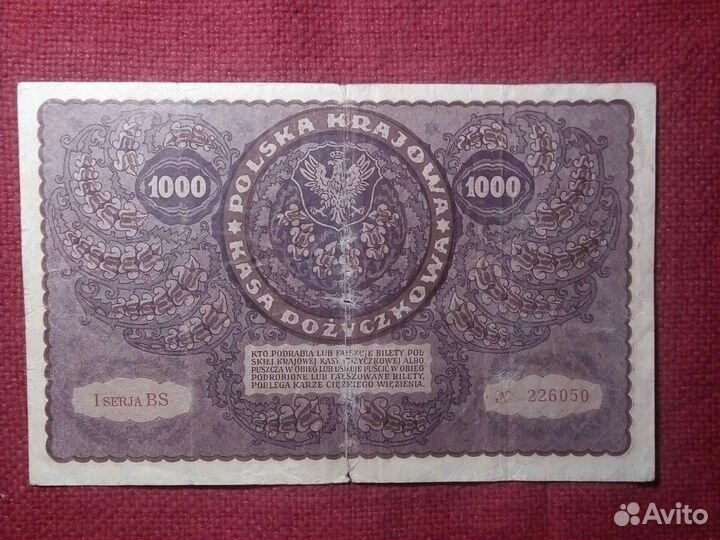 POLSKA KRAJOWA
KASA POŻYCZKOWA
1000
1000
KTO PODRABIA LUB FAŁSZUJE BILETY POL-
SKIEJ KRAJOWEJ KASY POŻYCZKOWEJ ALBO
PUSZCZA W OBIEG LUB USIŁUJE PUŚCIĆ W OBIEG
PODROBIONE LUB FAŁSZOWANE BILETY,
PODLEGA KARZE CIĘŻKIEGO WIĘZIENIA.
I SERJA BS
№ 226050
Avito